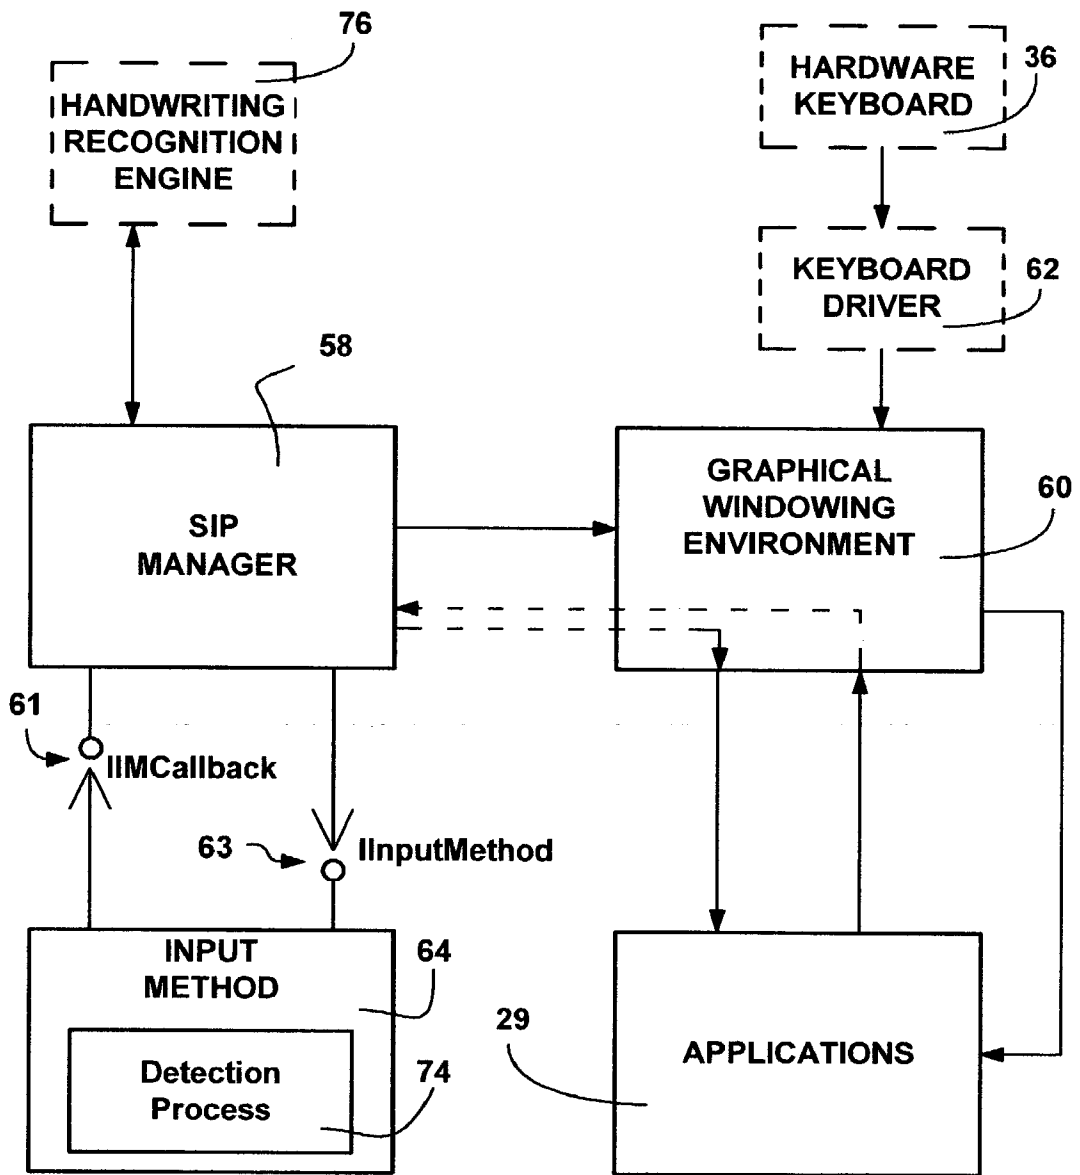 76
HANDWRITING
RECOGNITION
ENGINE
HARDWARE
KEYBOARD
36
KEYBOARD
DRIVER
62
58
SIP
MANAGER
GRAPHICAL
WINDOWING
ENVIRONMENT
60
61
IIMCallback
63
IInputMethod
INPUT
METHOD
64
Detection
Process
74
29
APPLICATIONS